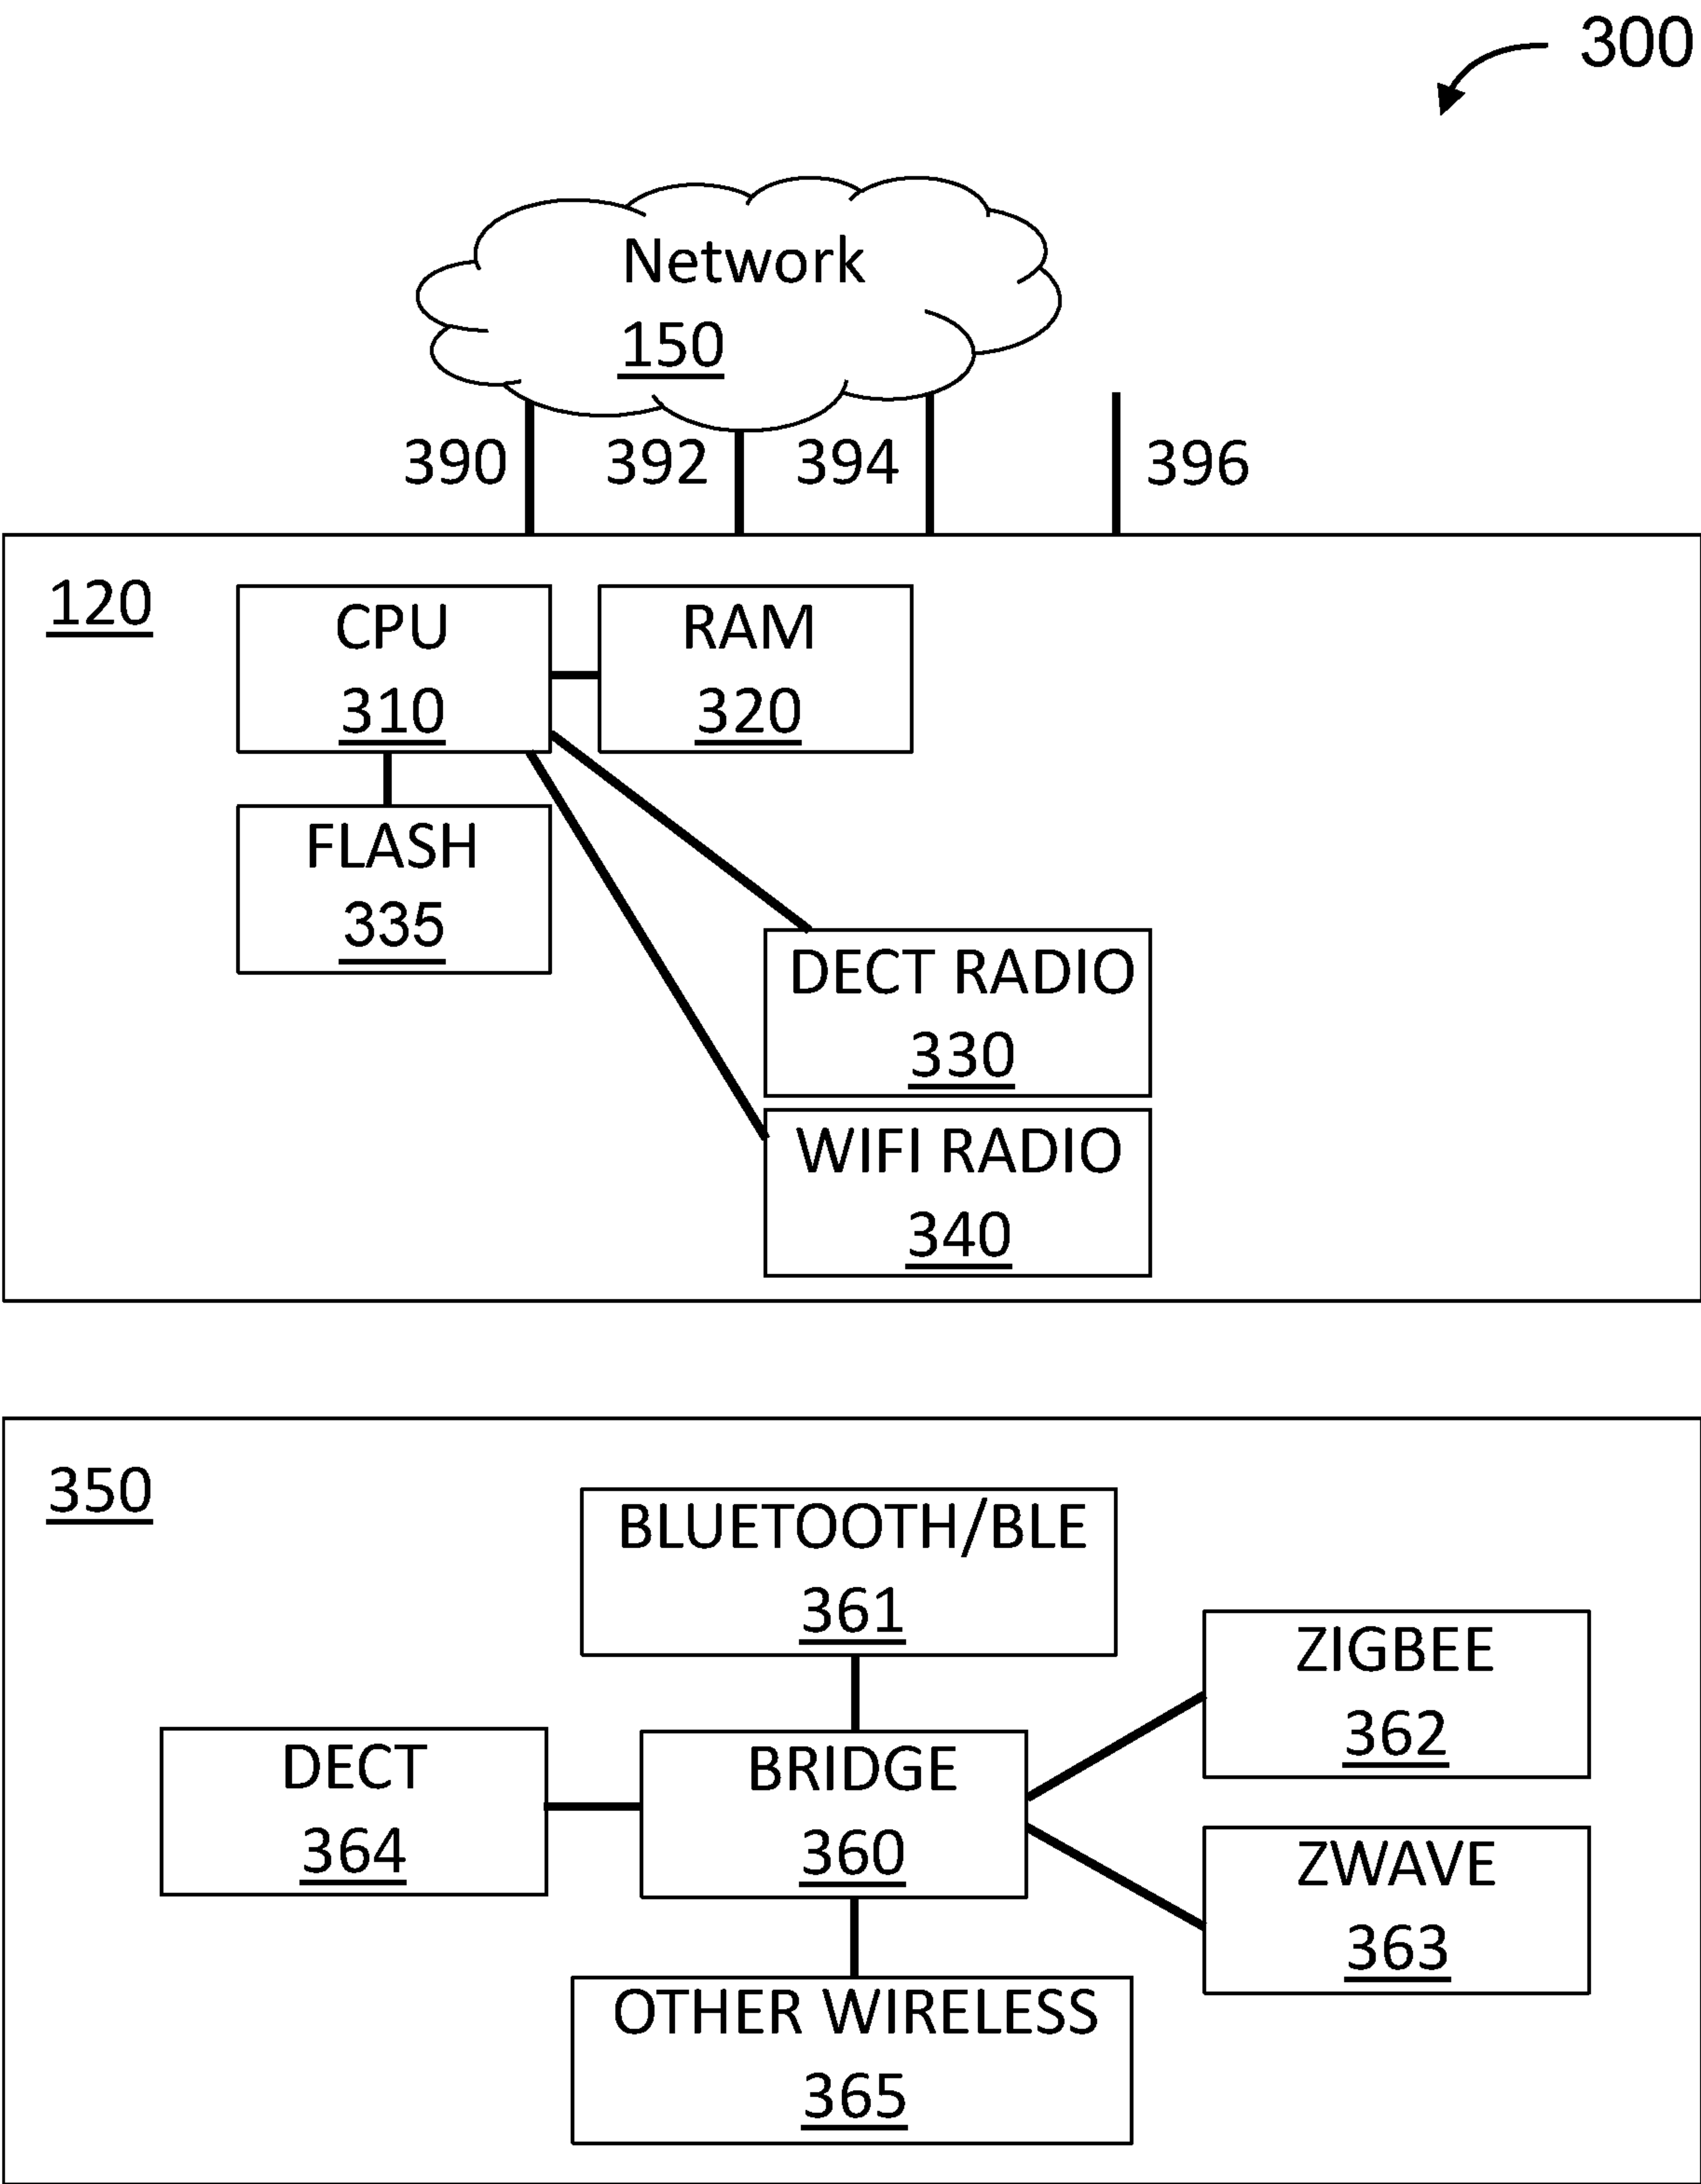 300
Network
150
390
392
394
396
120
CPU
310
RAM
320
FLASH
335
DECT RADIO
330
WIFI RADIO
340
350
BLUETOOTH/BLE
361
ZIGBEE
362
DECT
364
BRIDGE
360
ZWAVE
363
OTHER WIRELESS
365